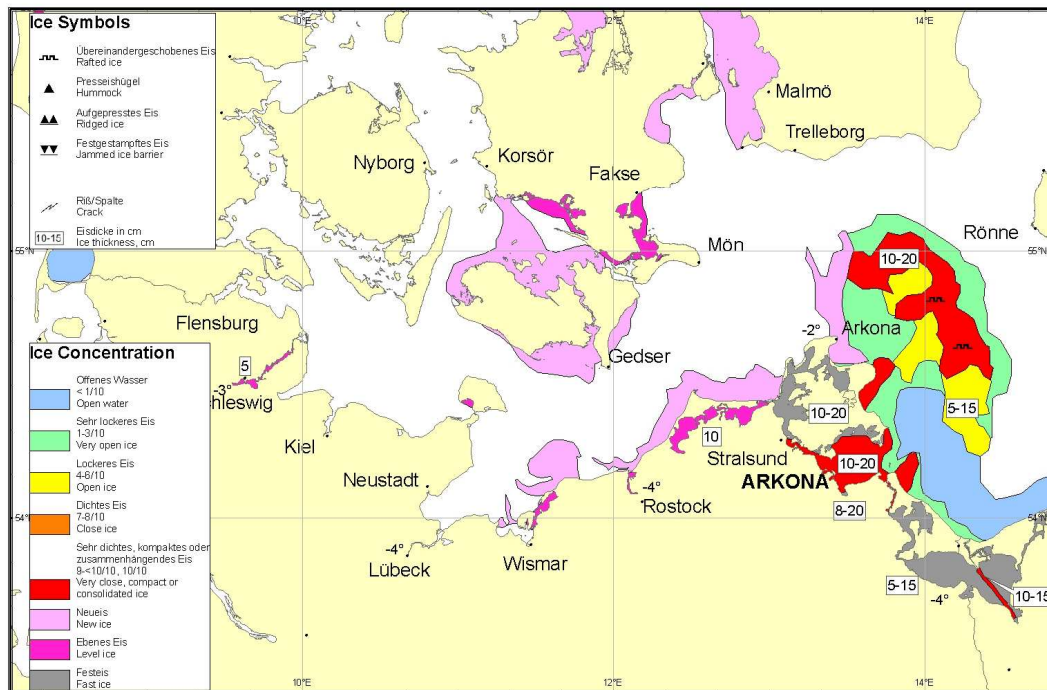 10°E
12°E
14°E
Ice Symbols
Übereinandergeschobenes Eis
Rafted ice
Presseishügel
Hummock
Aufgepresstes Eis
Ridged ice
Festgestampftes Eis
Jammed ice barrier
Riß/Spalte
Crack
10-15
Eisdicke in cm
Ice thickness, cm
Malmö
Trelleborg
Nyborg
Korsör
Fakse
Mön
Rönne
55°N
55°N
10-20
Flensburg
-2°
Arkona
Gedser
5
-3°
chleswig
10-20
5-15
10
Kiel
Stralsund
10-20
ARKONA
Neustadt
-4°
Rostock
8-20
54°N
-4°
Lübeck
Wismar
5-15
-4°
10-15
Ice Concentration
Offenes Wasser
< 1/10
Open water
Sehr lockeres Eis
1-3/10
Very open ice
Lockeres Eis
4-6/10
Open ice
Dichtes Eis
7-8/10
Close ice
Sehr dichtes, kompaktes oder
zusammenhängendes Eis
9-<10/10, 10/10
Very close, compact or
consolidated ice
Neueis
New ice
Ebenes Eis
Level ice
Festeis
Fast ice
10°E
12°E
14°E